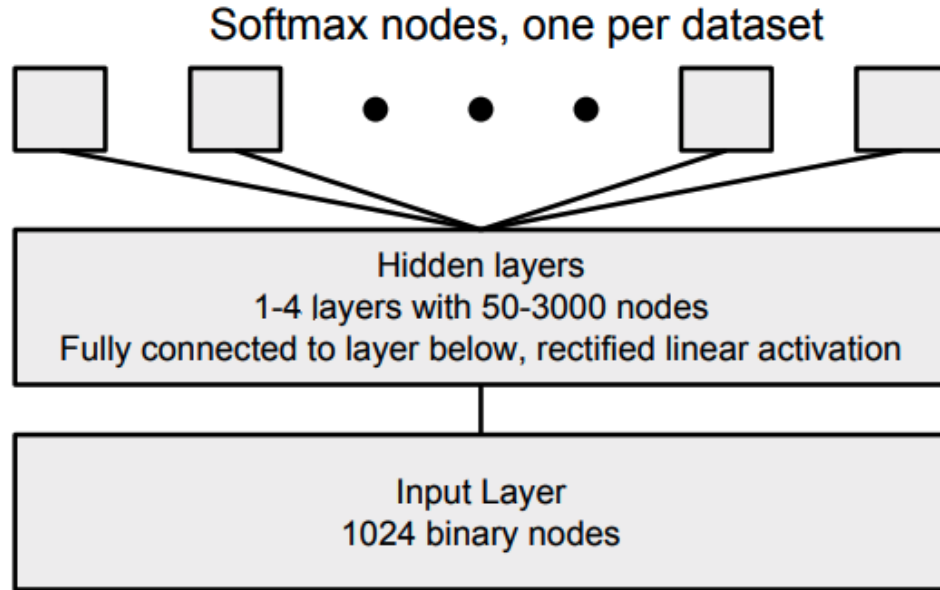 Softmax nodes, one per dataset
Hidden layers
1-4 layers with 50-3000 nodes
Fully connected to layer below, rectified linear activation
Input Layer
1024 binary nodes